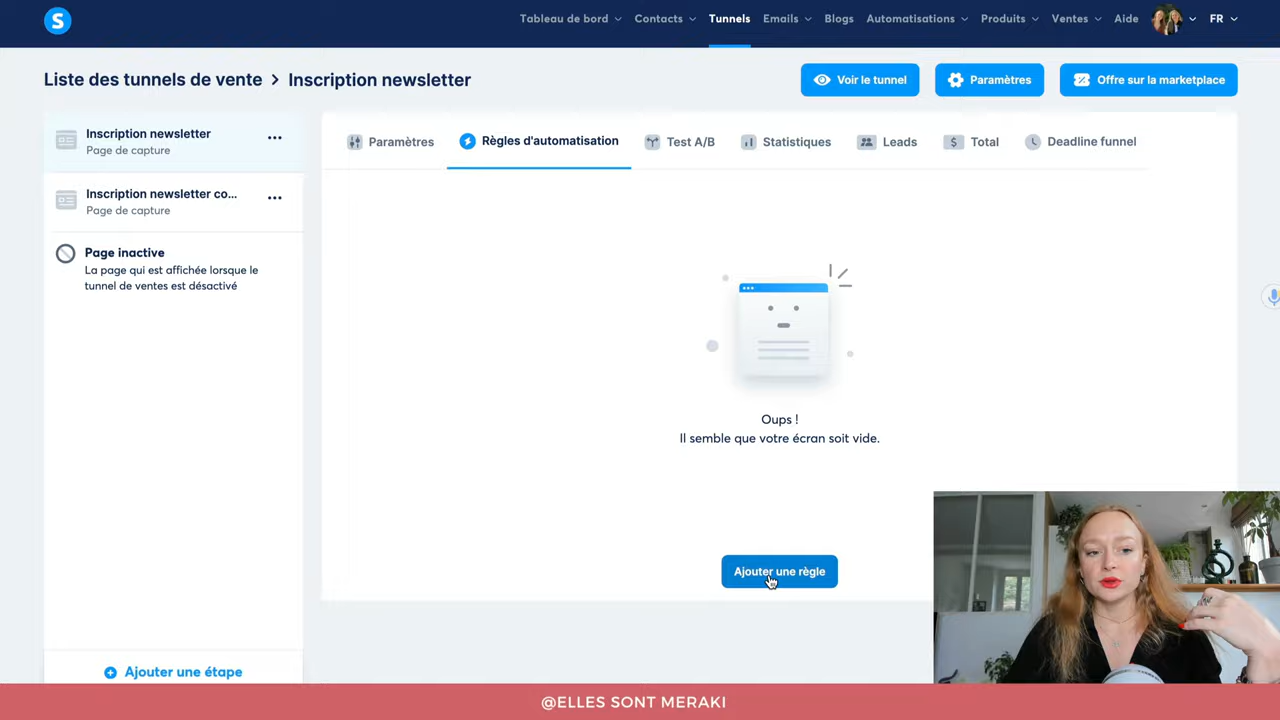 S
Tableau de bord
Contacts
Tunnels
Emails
Blogs
Automatisations
Produits
Ventes
Aide
FR
Liste des tunnels de vente > Inscription newsletter
Voir le tunnel
Paramètres
Offre sur la marketplace
Inscription newsletter
Page de capture
Inscription newsletter co...
Page de capture
Page inactive
La page qui est affichée lorsque le
tunnel de ventes est désactivé
Ajouter une étape
Paramètres
Règles d'automatisation
Test A/B
Statistiques
Leads
$ Total
Deadline funnel
Oups !
Il semble que votre écran soit vide.
Ajouter une règle
@ELLES SONT MERAKI